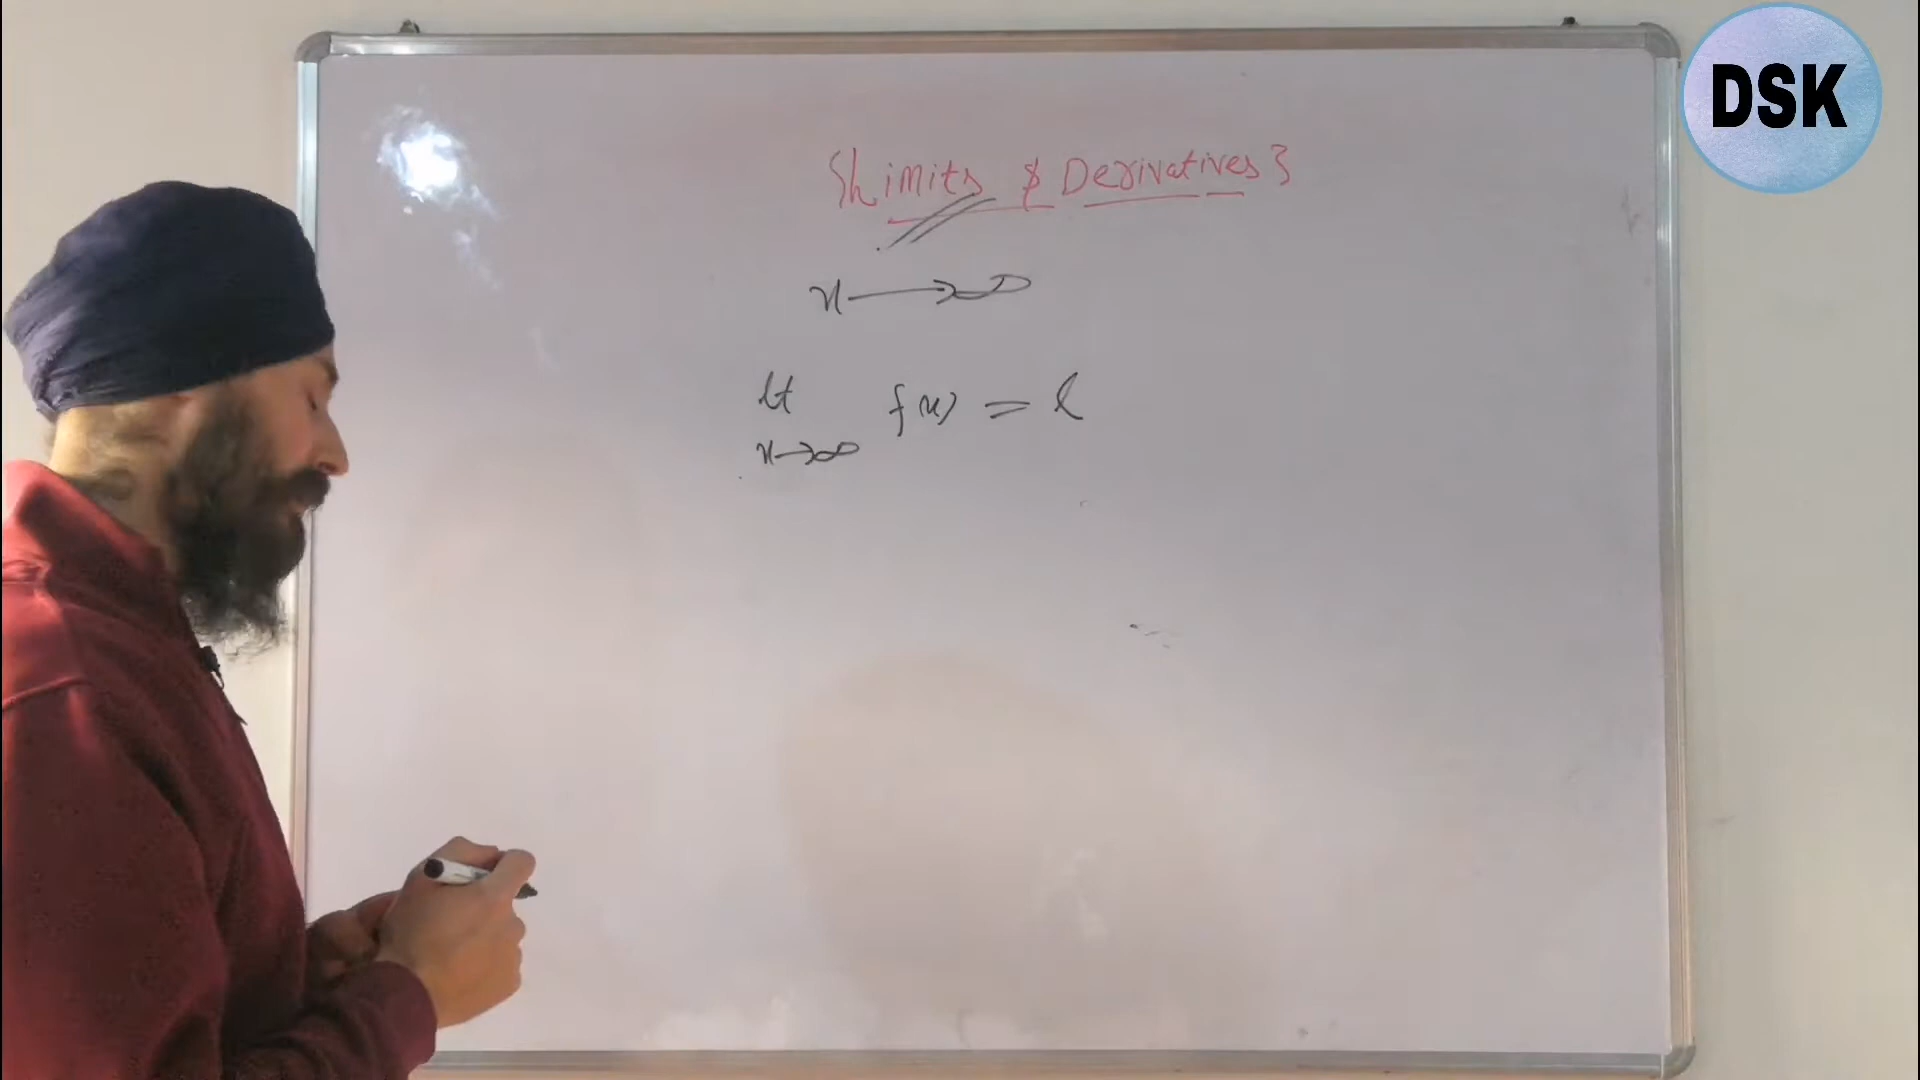 DSK
{Limits & Derivatives}
x → ∞
lt f(x) = l
x→∞